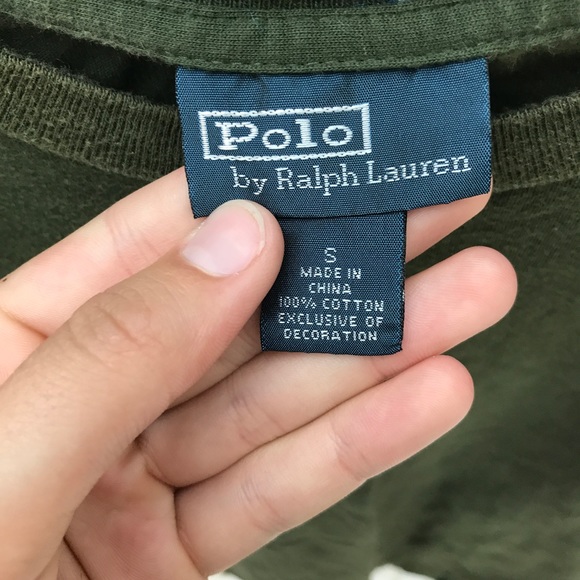 Polo
by Ralph Lauren
S
MADE IN
CHINA
100% COTTON
EXCLUSIVE OF
DECORATION